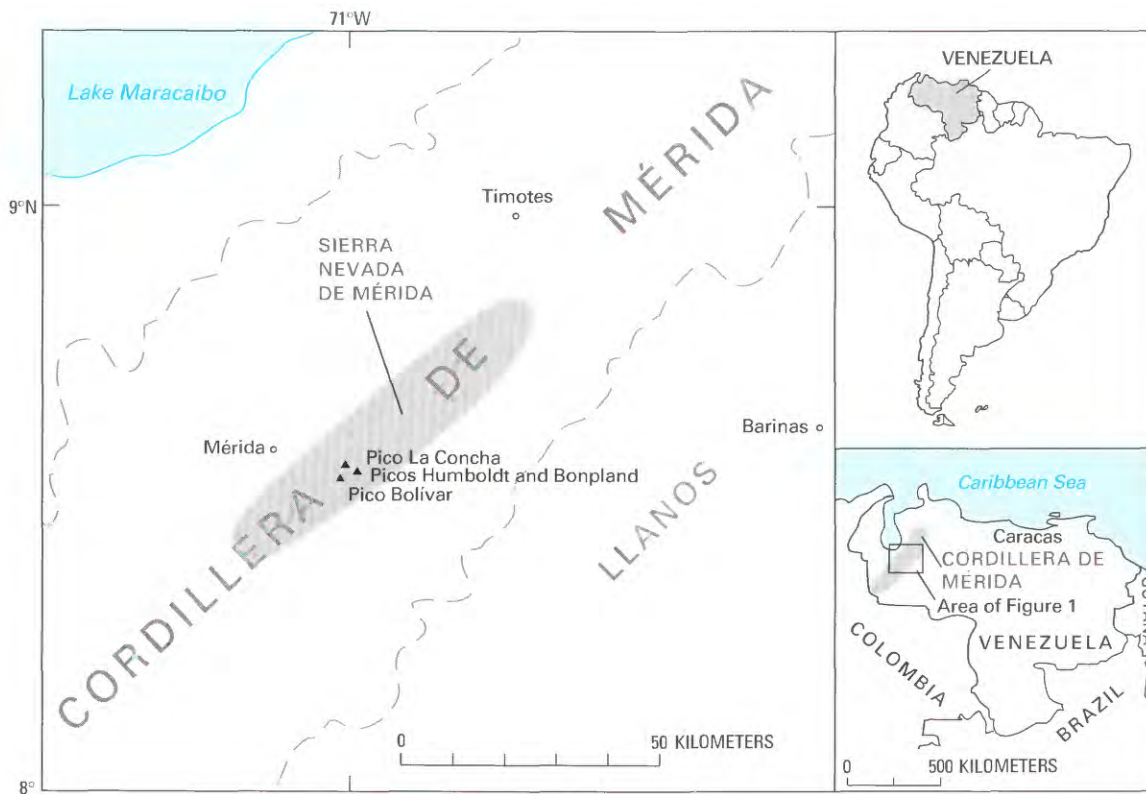 71°W
Lake Maracaibo
9°N
Timotes
SIERRA
NEVADA
DE MÉRIDA
CORDILLERA DE MÉRIDA
Mérida
Pico La Concha
Picos Humboldt and Bonpland
Pico Bolívar
Barinas
LLANOS
0 50 KILOMETERS
8°
VENEZUELA
Caribbean Sea
Caracas
CORDILLERA DE
MÉRIDA
Area of Figure 1
VENEZUELA
COLOMBIA
BRAZIL
0 500 KILOMETERS